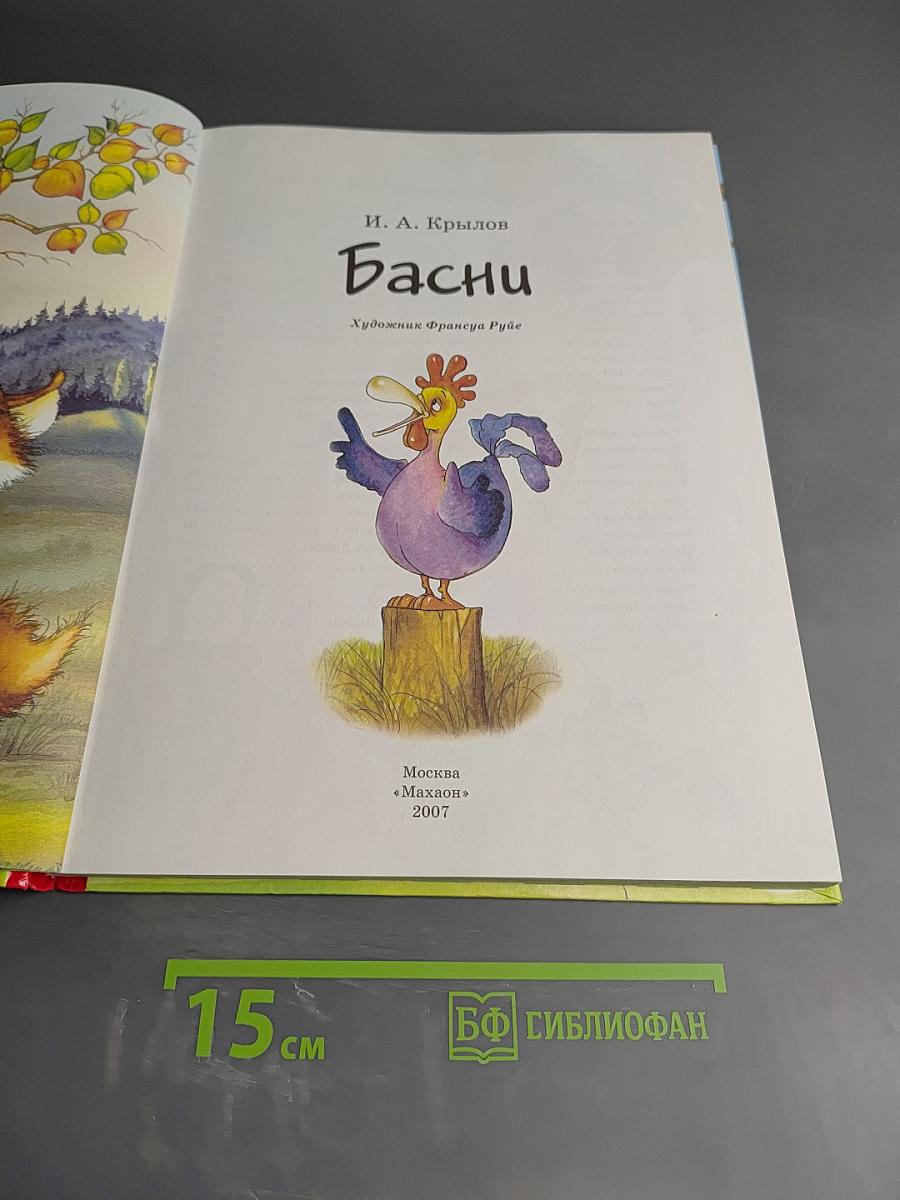 И. А. Крылов
Басни
Художник Франсуа Руйе
Москва
«Махаон»
2007
15 см
БФ БИБЛИОФАН